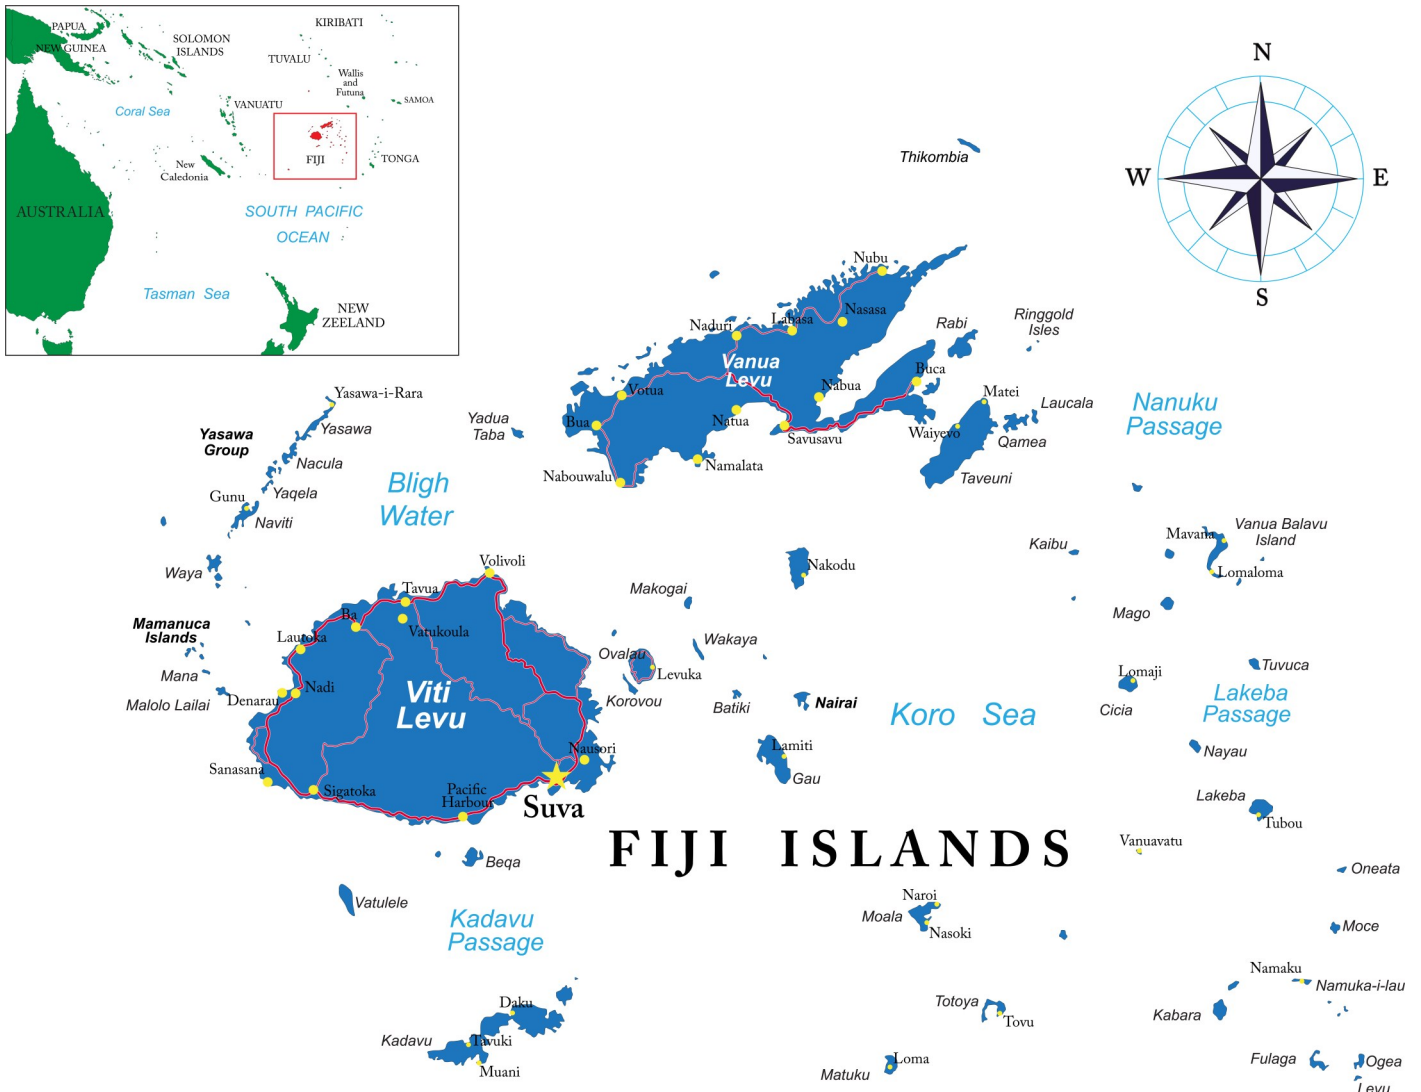 PAPUA
NEW GUINEA
SOLOMON
ISLANDS
KIRIBATI
TUVALU
Wallis
and
Futuna
SAMOA
VANUATU
Coral Sea
FIJI
TONGA
New
Caledonia
AUSTRALIA
SOUTH PACIFIC
OCEAN
Tasman Sea
NEW
ZEELAND
N
W
E
S
Thikombia
Nubu
Nasasa
Labasa
Naduri
Vanua
Levu
Rabi
Ringgold
Isles
Buca
Nabua
Votua
Natua
Bua
Savusavu
Namalata
Nabouwalu
Matei
Laucala
Waiyevo
Qamea
Taveuni
Nanuku
Passage
Yadua
Taba
Yasawa-i-Rara
Yasawa
Yasawa
Group
Nacula
Yaqela
Gunu
Naviti
Bligh
Water
Waya
Mamanuca
Islands
Mana
Malolo Lailai
Volivoli
Tavua
Ba
Vatukoula
Lautoka
Nadi
Denarau
Viti
Levu
Sanasana
Sigatoka
Pacific
Harbour
Nausori
Suva
Makogai
Wakaya
Ovalau
Levuka
Korovou
Batiki
Nairai
Nakodu
Lamiti
Gau
Koro Sea
Kaibu
Mavana
Vanua Balavu
Island
Lomaloma
Mago
Lomaji
Tuvuca
Cicia
Lakeba
Passage
Nayau
Lakeba
Tubou
Vanuavatu
Oneata
Moce
FIJI ISLANDS
Beqa
Vatulele
Kadavu
Passage
Naroi
Moala
Nasoki
Namaku
Namuka-i-lau
Kabara
Totoya
Tovu
Daku
Kadavu
Tavuki
Muani
Loma
Matuku
Fulaga
Ogea
Levu